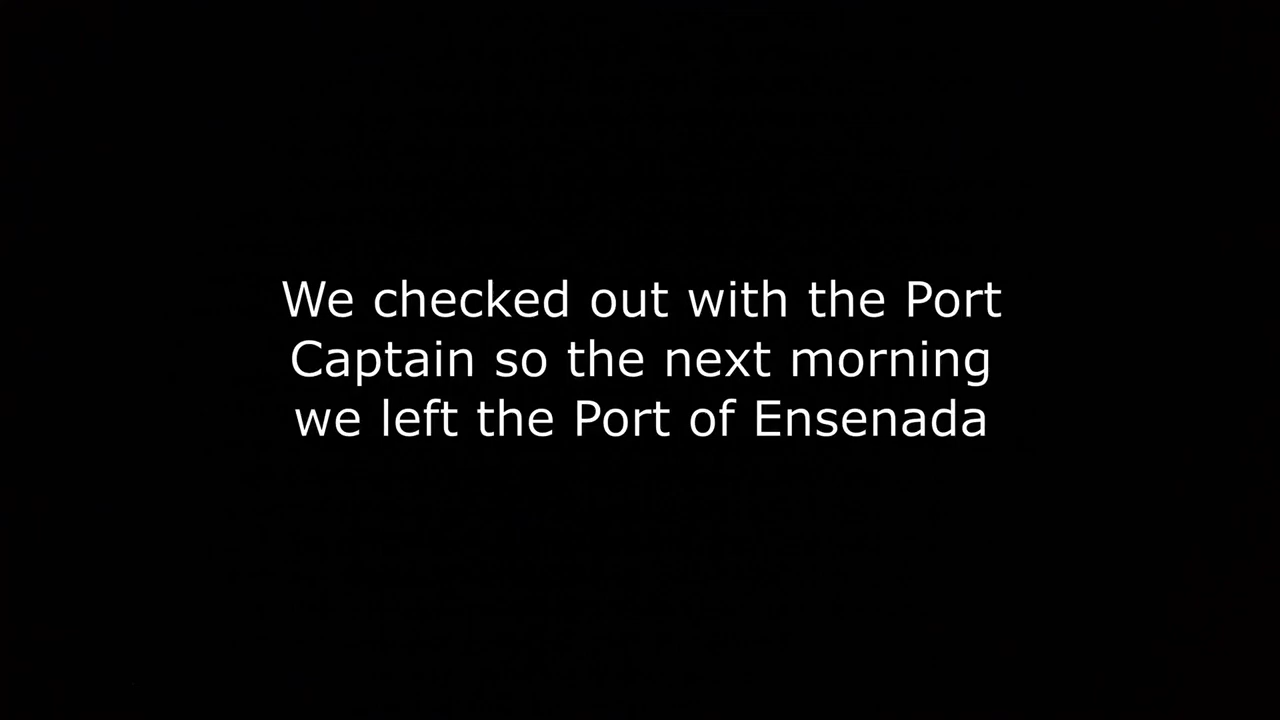 We checked out with the Port
Captain so the next morning
we left the Port of Ensenada